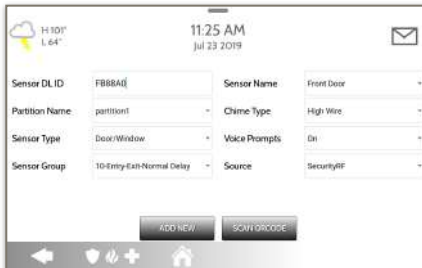 H 101°
L 64°
11:25 AM
Jul 23 2019
Sensor DL ID FB88A0 Sensor Name Front Door
Partition Name partition1 Chime Type High Wire
Sensor Type Door/Window Voice Prompts On
Sensor Group 10-Entry-Exit-Normal Delay Source SecurityRF
ADD NEW SCAN QRCODE